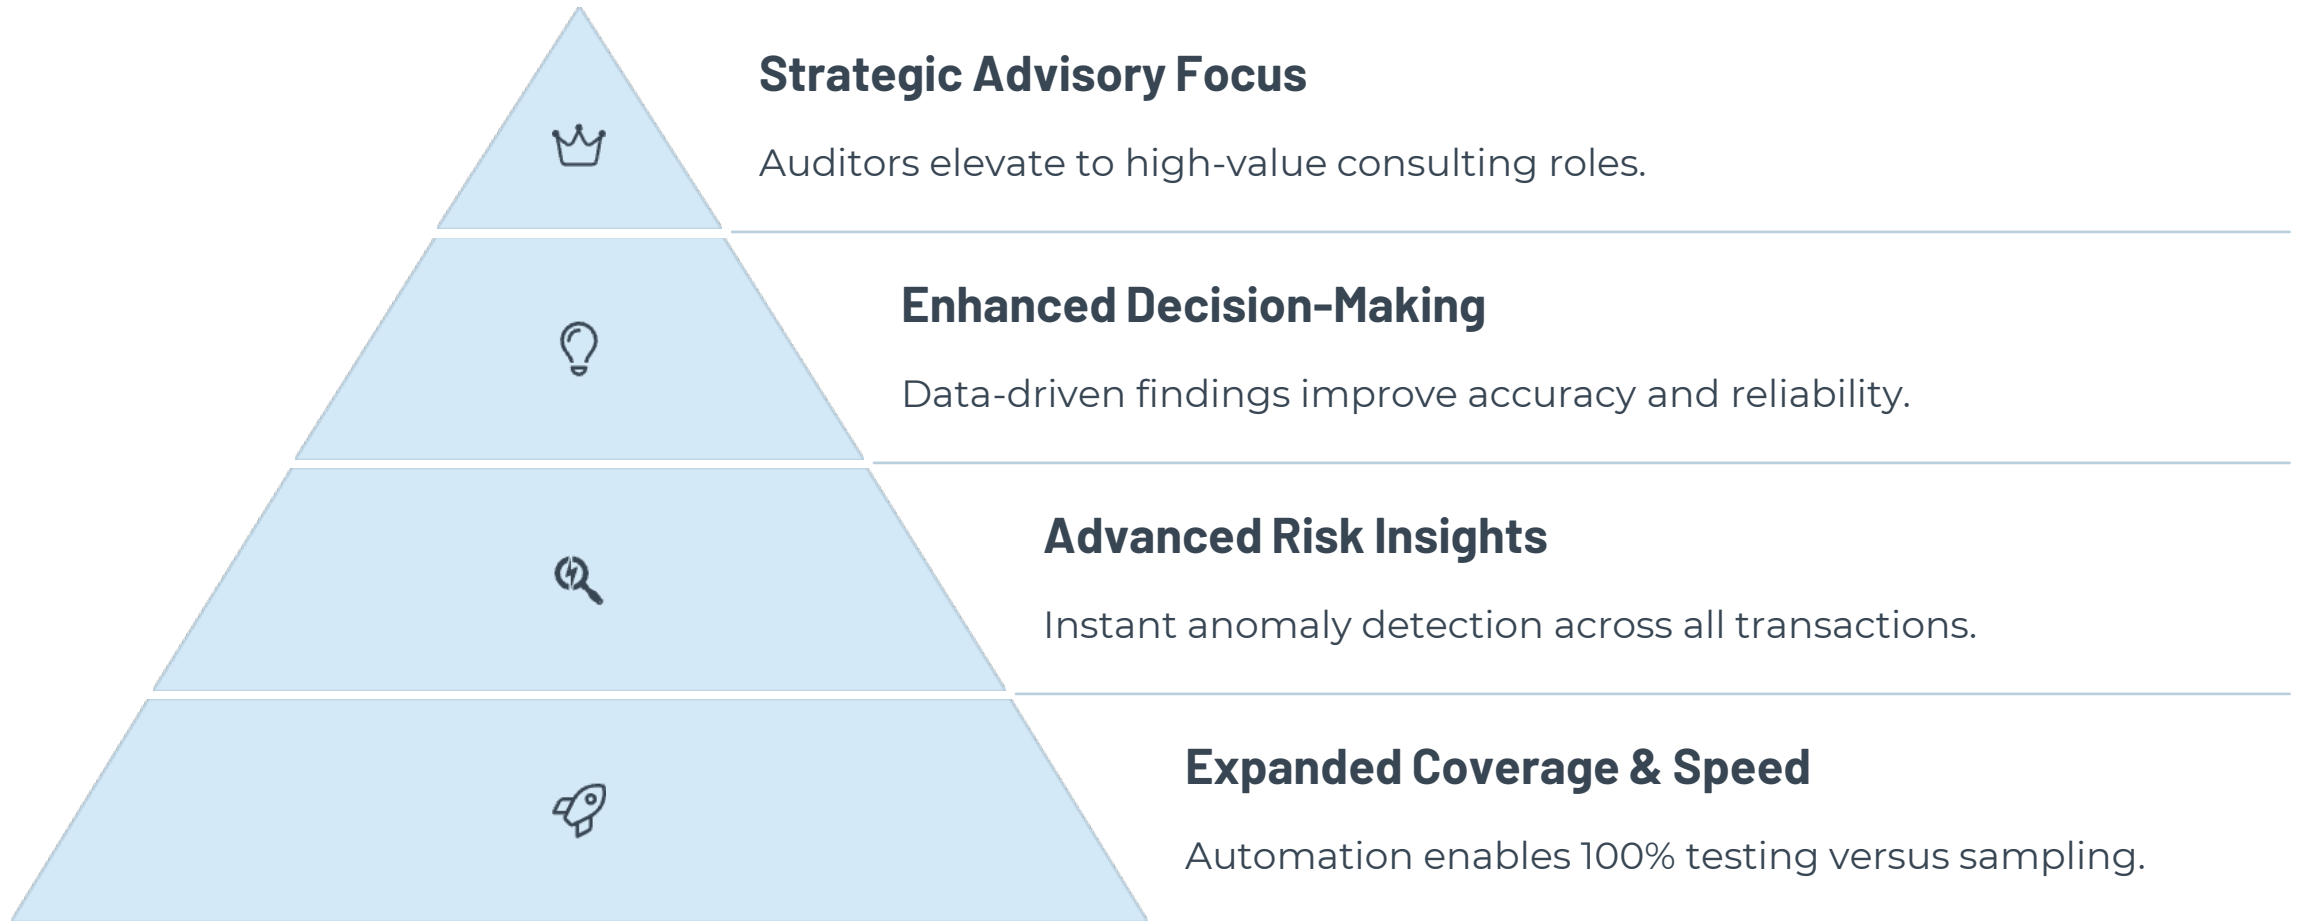 Strategic Advisory Focus
Auditors elevate to high-value consulting roles.
Enhanced Decision-Making
Data-driven findings improve accuracy and reliability.
Advanced Risk Insights
Instant anomaly detection across all transactions.
Expanded Coverage & Speed
Automation enables 100% testing versus sampling.